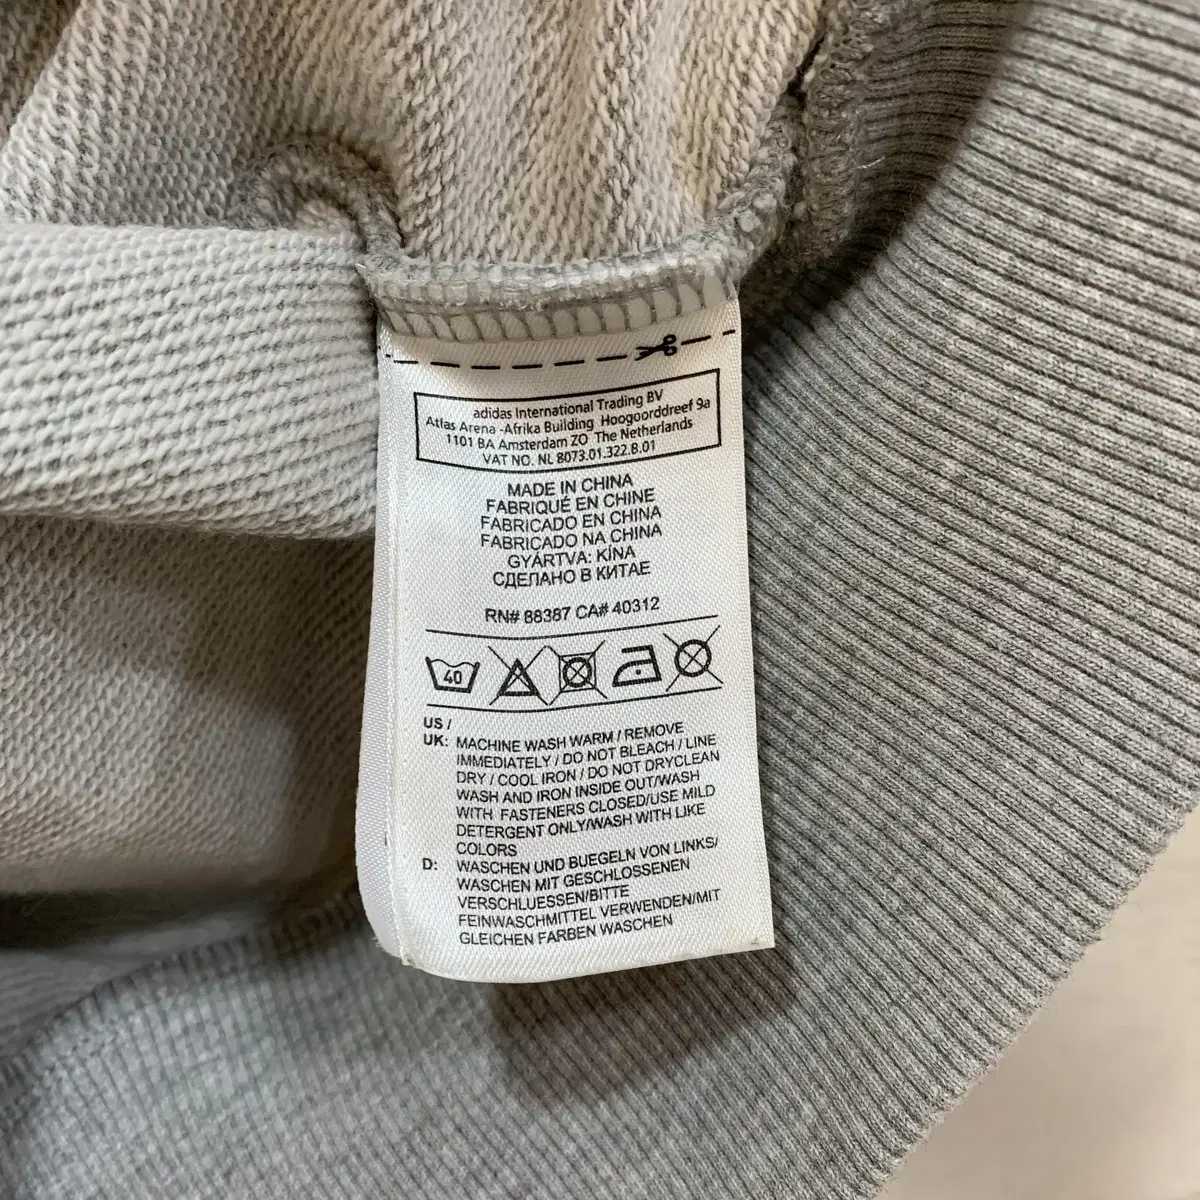 adidas International Trading BV
Atlas Arena -Afrika Building Hoogoorddreef 9a
1101 BA Amsterdam ZO The Netherlands
VAT NO. NL 8073.01.322.B.01
MADE IN CHINA
FABRIQUÉ EN CHINE
FABRICADO EN CHINA
FABRICADO NA CHINA
GYÁRTVA: KÍNA
СДЕЛАНО В КИТАЕ
RN# 88387 CA# 40312
40
US /
UK: MACHINE WASH WARM / REMOVE
IMMEDIATELY / DO NOT BLEACH / LINE
DRY / COOL IRON / DO NOT DRYCLEAN
WASH AND IRON INSIDE OUT/WASH
WITH FASTENERS CLOSED/USE MILD
DETERGENT ONLY/WASH WITH LIKE
COLORS
D: WASCHEN UND BUEGELN VON LINKS/
WASCHEN MIT GESCHLOSSENEN
VERSCHLUESSEN/BITTE
FEINWASCHMITTEL VERWENDEN/MIT
GLEICHEN FARBEN WASCHEN